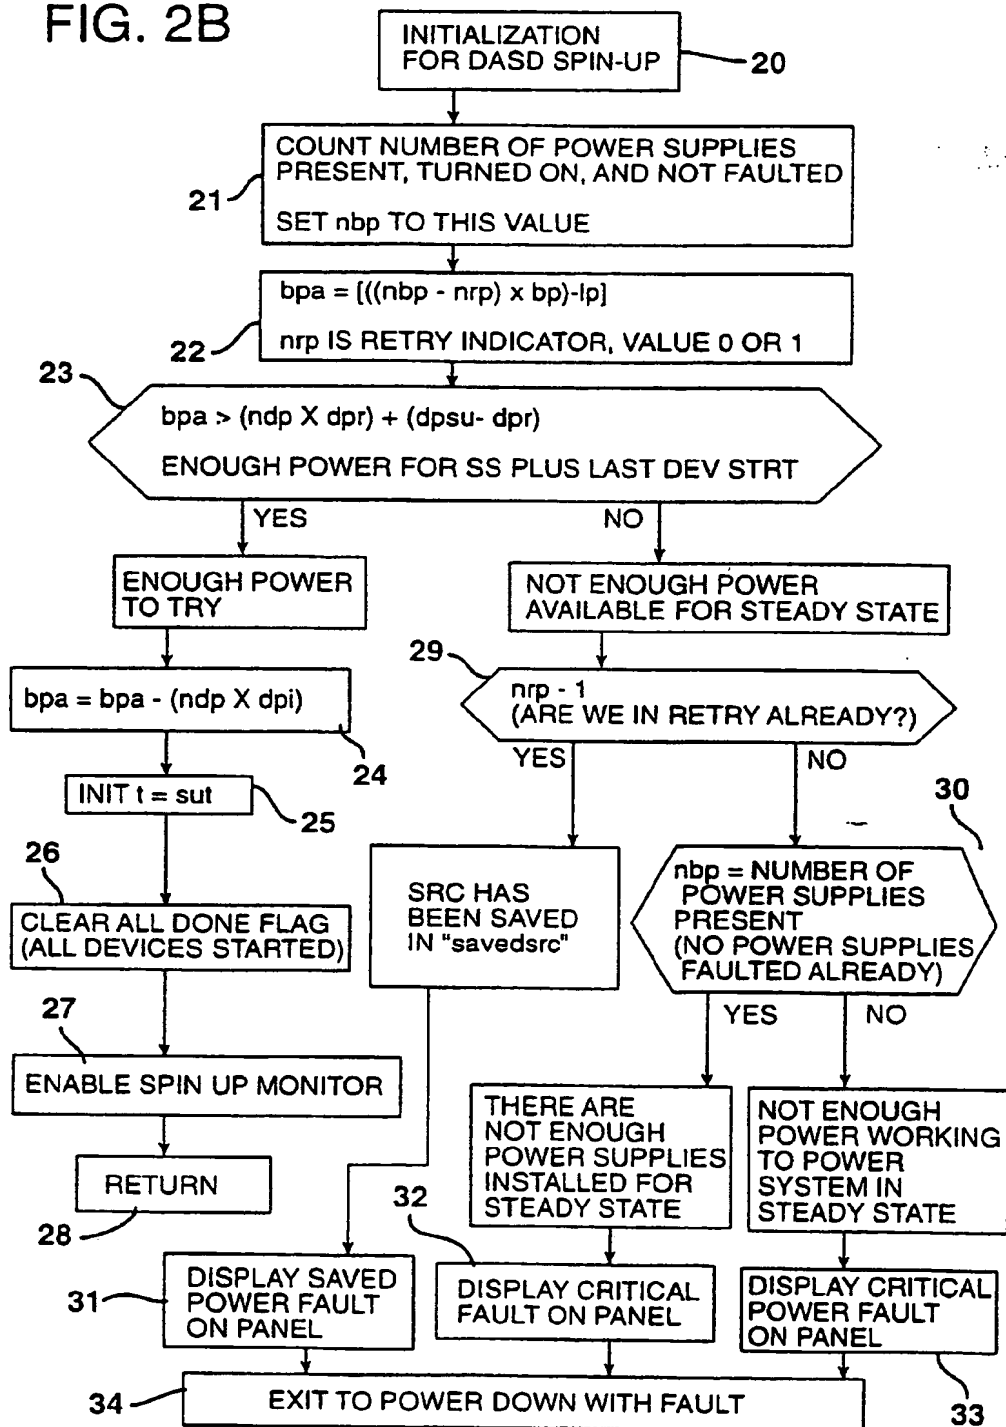 FIG. 2B
INITIALIZATION
FOR DASD SPIN-UP
20
COUNT NUMBER OF POWER SUPPLIES
PRESENT, TURNED ON, AND NOT FAULTED
SET nbp TO THIS VALUE
21
bpa = [((nbp - nrp) x bp)-lp]
nrp IS RETRY INDICATOR, VALUE 0 OR 1
22
23
bpa > (ndp X dpr) + (dpsu- dpr)
ENOUGH POWER FOR SS PLUS LAST DEV STRT
YES
NO
ENOUGH POWER
TO TRY
NOT ENOUGH POWER
AVAILABLE FOR STEADY STATE
bpa = bpa - (ndp X dpi)
24
29
nrp - 1
(ARE WE IN RETRY ALREADY?)
YES
NO
INIT t = sut
25
26
CLEAR ALL DONE FLAG
(ALL DEVICES STARTED)
SRC HAS
BEEN SAVED
IN "savedsrc"
30
nbp = NUMBER OF
POWER SUPPLIES
PRESENT
(NO POWER SUPPLIES
FAULTED ALREADY)
YES
NO
27
ENABLE SPIN UP MONITOR
RETURN
28
THERE ARE
NOT ENOUGH
POWER SUPPLIES
INSTALLED FOR
STEADY STATE
NOT ENOUGH
POWER WORKING
TO POWER
SYSTEM IN
STEADY STATE
31
DISPLAY SAVED
POWER FAULT
ON PANEL
32
DISPLAY CRITICAL
FAULT ON PANEL
DISPLAY CRITICAL
POWER FAULT
ON PANEL
33
34
EXIT TO POWER DOWN WITH FAULT